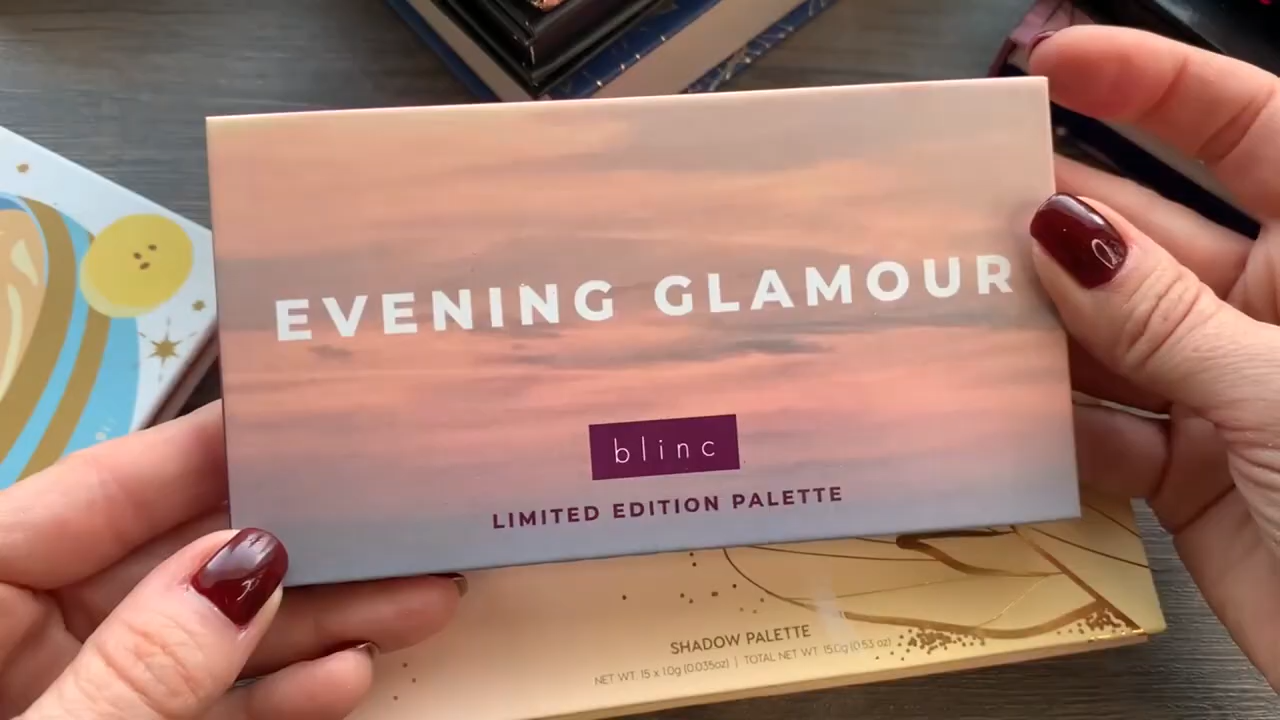 EVENING GLAMOUR
blinc
LIMITED EDITION PALETTE
SHADOW PALETTE
NET WT. 15 x 1.0g (0.035oz) | TOTAL NET WT. 15.0g (0.53 oz)